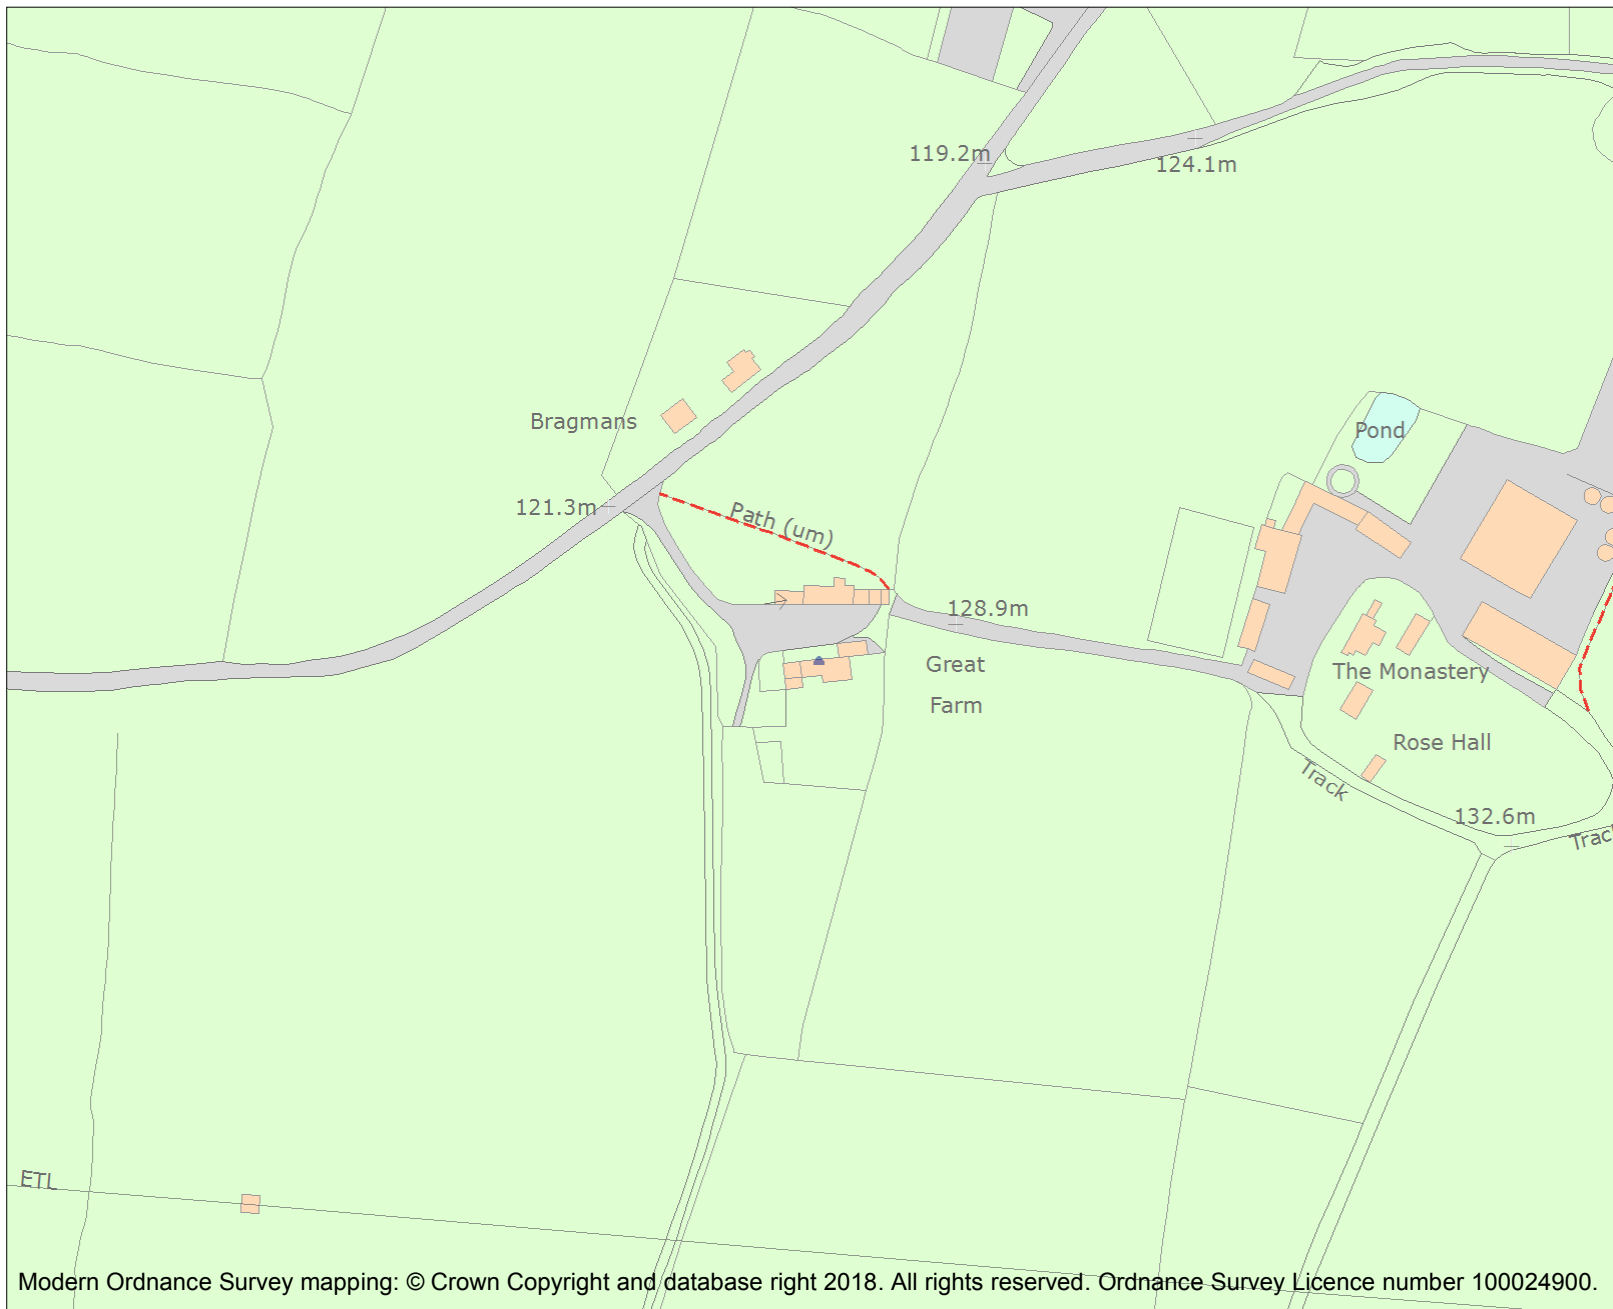 119.2m
124.1m
Bragmans
Pond
121.3m
Path (um)
128.9m
Great
Farm
The Monastery
Rose Hall
Track
132.6m
Trac
ETL
Modern Ordnance Survey mapping: © Crown Copyright and database right 2018. All rights reserved. Ordnance Survey Licence number 100024900.